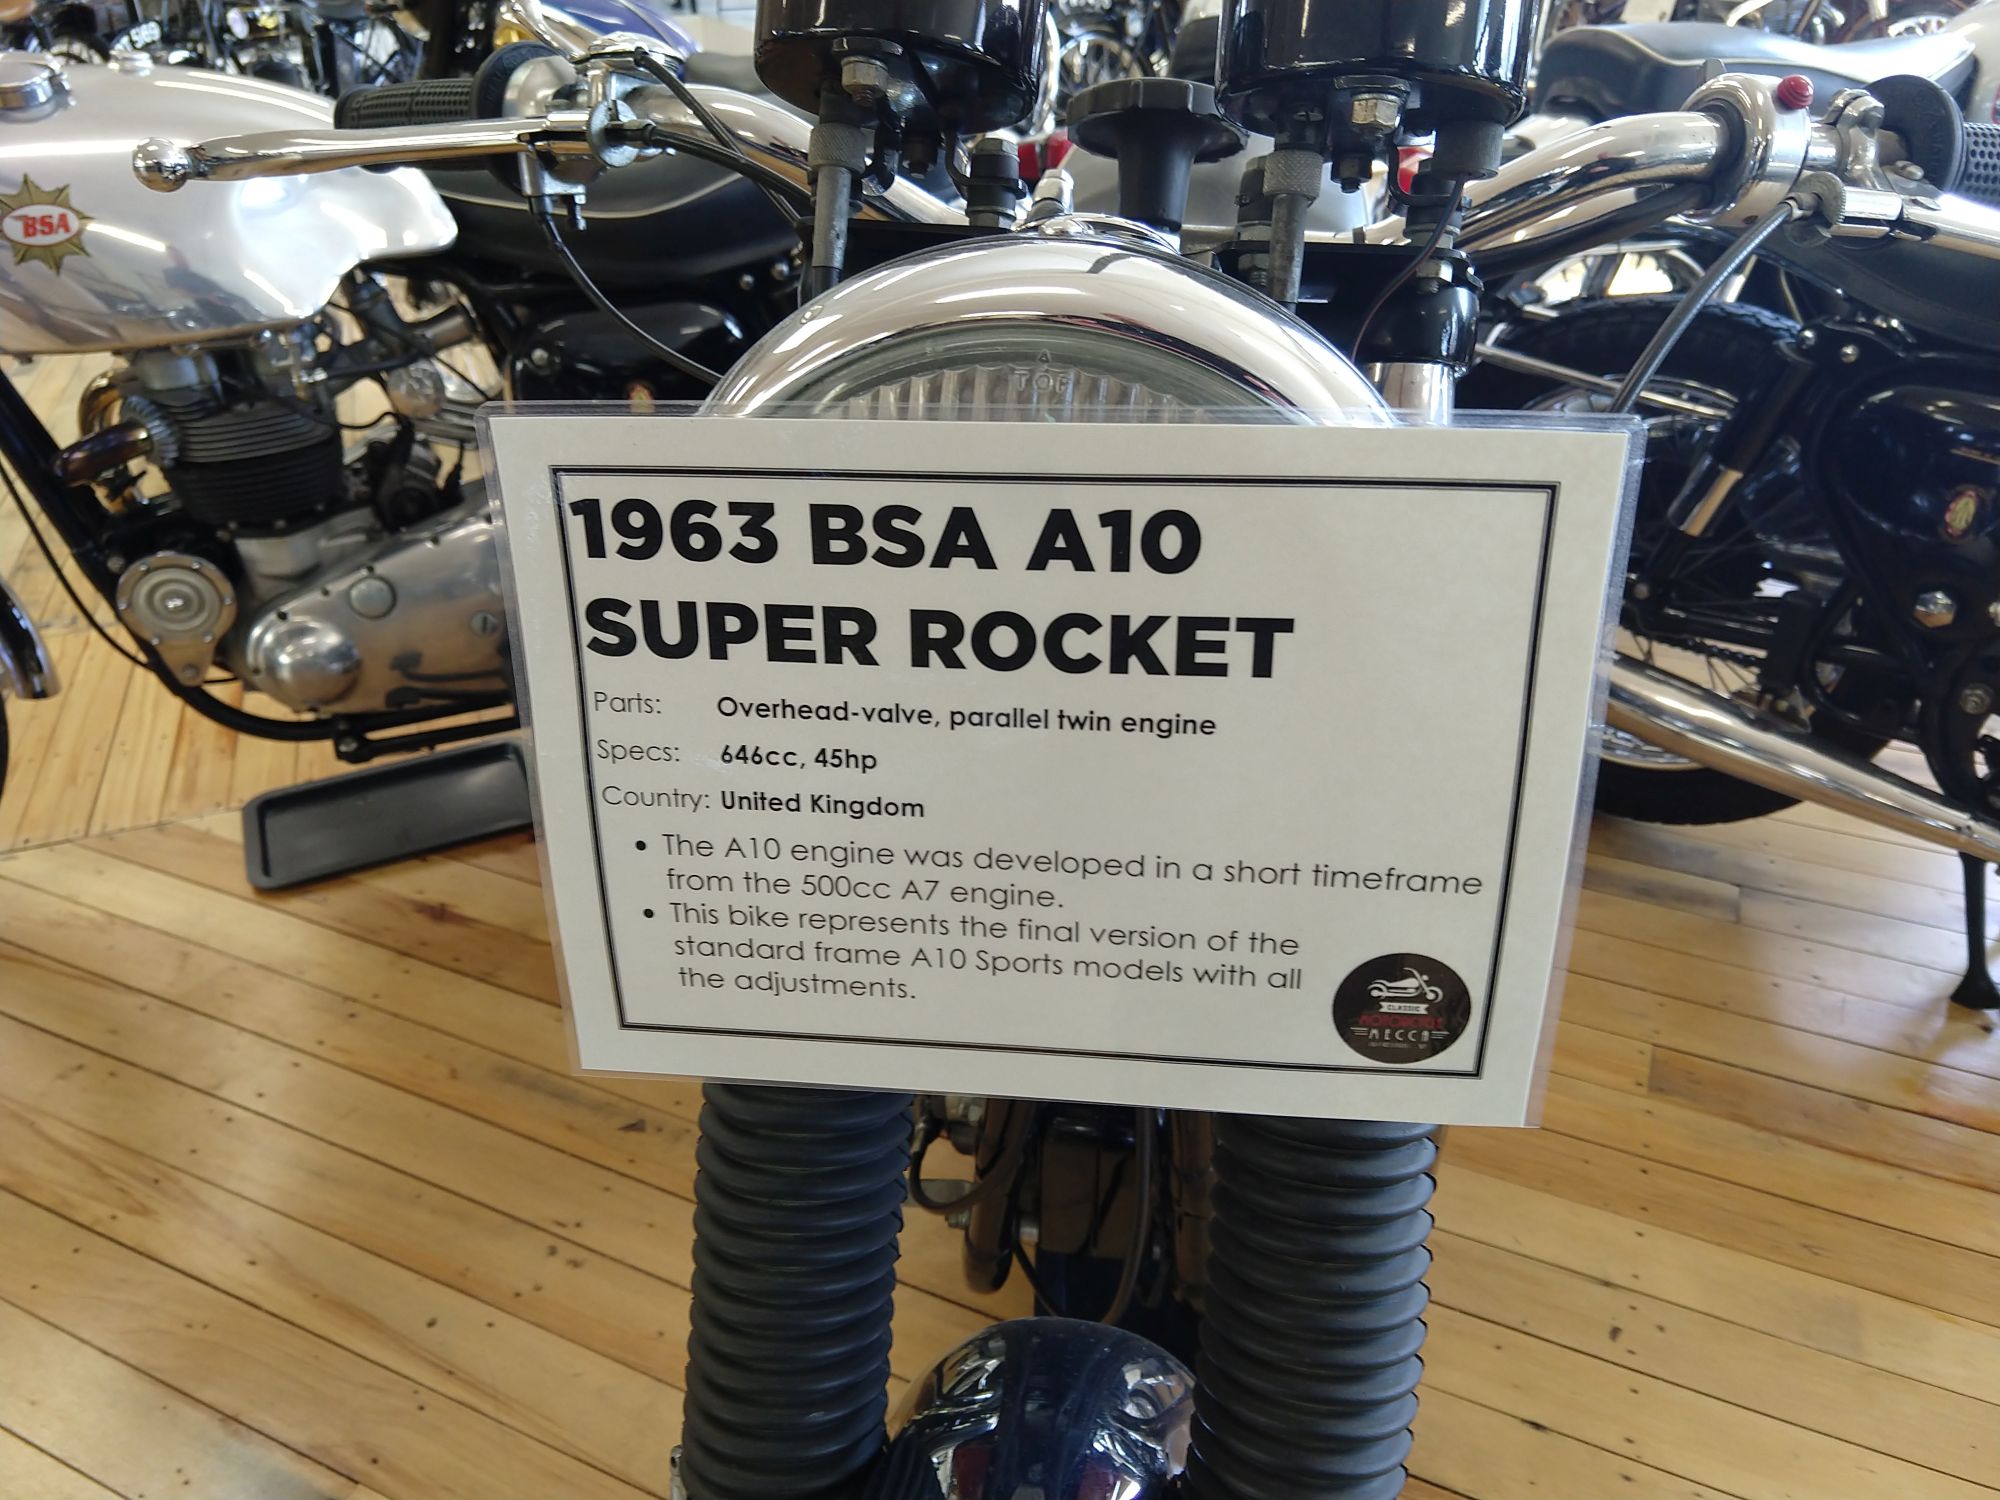 BSA
TOP
1963 BSA A10
SUPER ROCKET
Parts: Overhead-valve, parallel twin engine
Specs: 646cc, 45hp
Country: United Kingdom
• The A10 engine was developed in a short timeframe
from the 500cc A7 engine.
• This bike represents the final version of the
standard frame A10 Sports models with all
the adjustments.
CLASSIC
MOTORCYCLE
MECCA